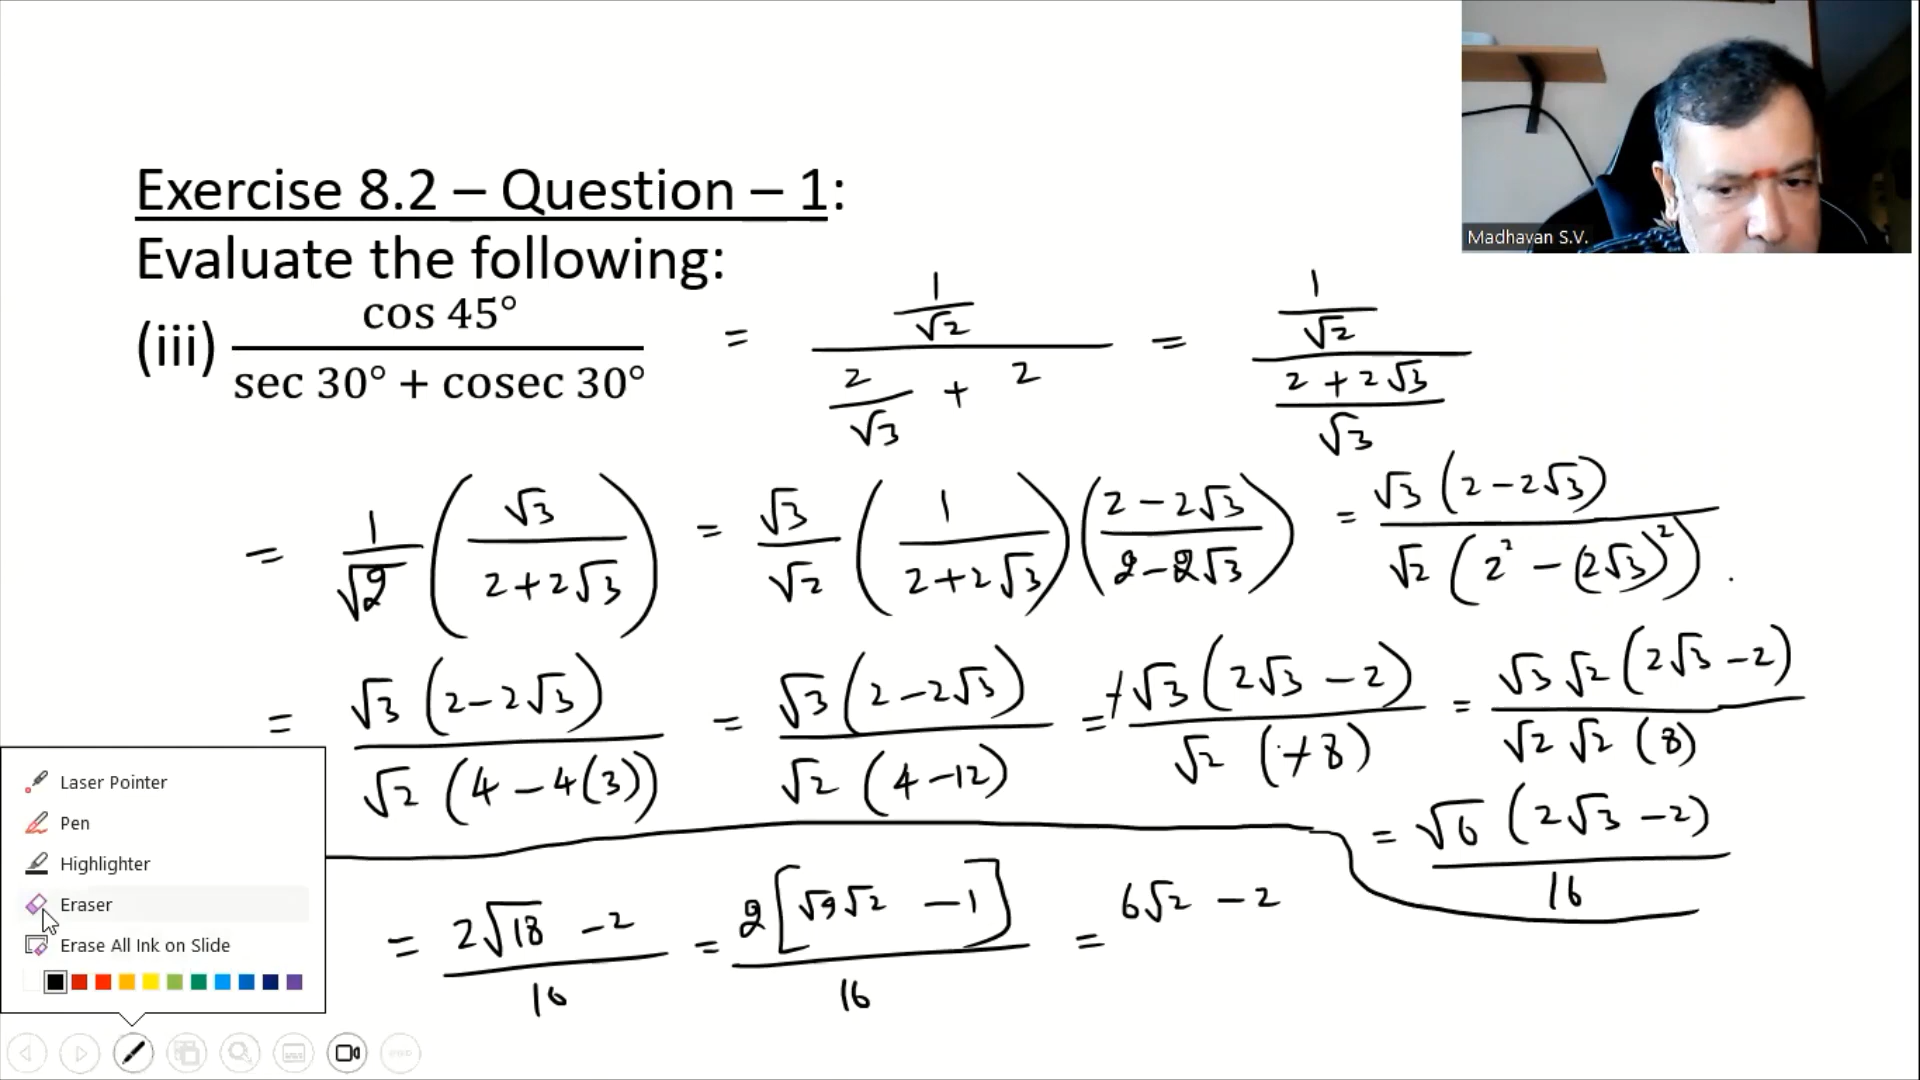 Madhavan S.V.
Exercise 8.2 – Question – 1:
Evaluate the following:
(iii) cos 45° / (sec 30° + cosec 30°) = (1/√2) / (2/√3 + 2) = (1/√2) / ((2 + 2√3)/√3)
= 1/√2 (√3/(2+2√3)) = √3/√2 (1/(2+2√3)) ((2-2√3)/(2-2√3)) = √3(2-2√3) / √2(2² - (2√3)²) .
= √3(2-2√3) / √2(4-4(3)) = √3(2-2√3) / √2(4-12) = +√3(2√3-2) / √2(+8) = √3√2(2√3-2) / √2√2(8)
= √6(2√3-2) / 16
= (2√18 - 2) / 16 = 2[√9√2 - 1] / 16 = 6√2 - 2
Laser Pointer
Pen
Highlighter
Eraser
Erase All Ink on Slide